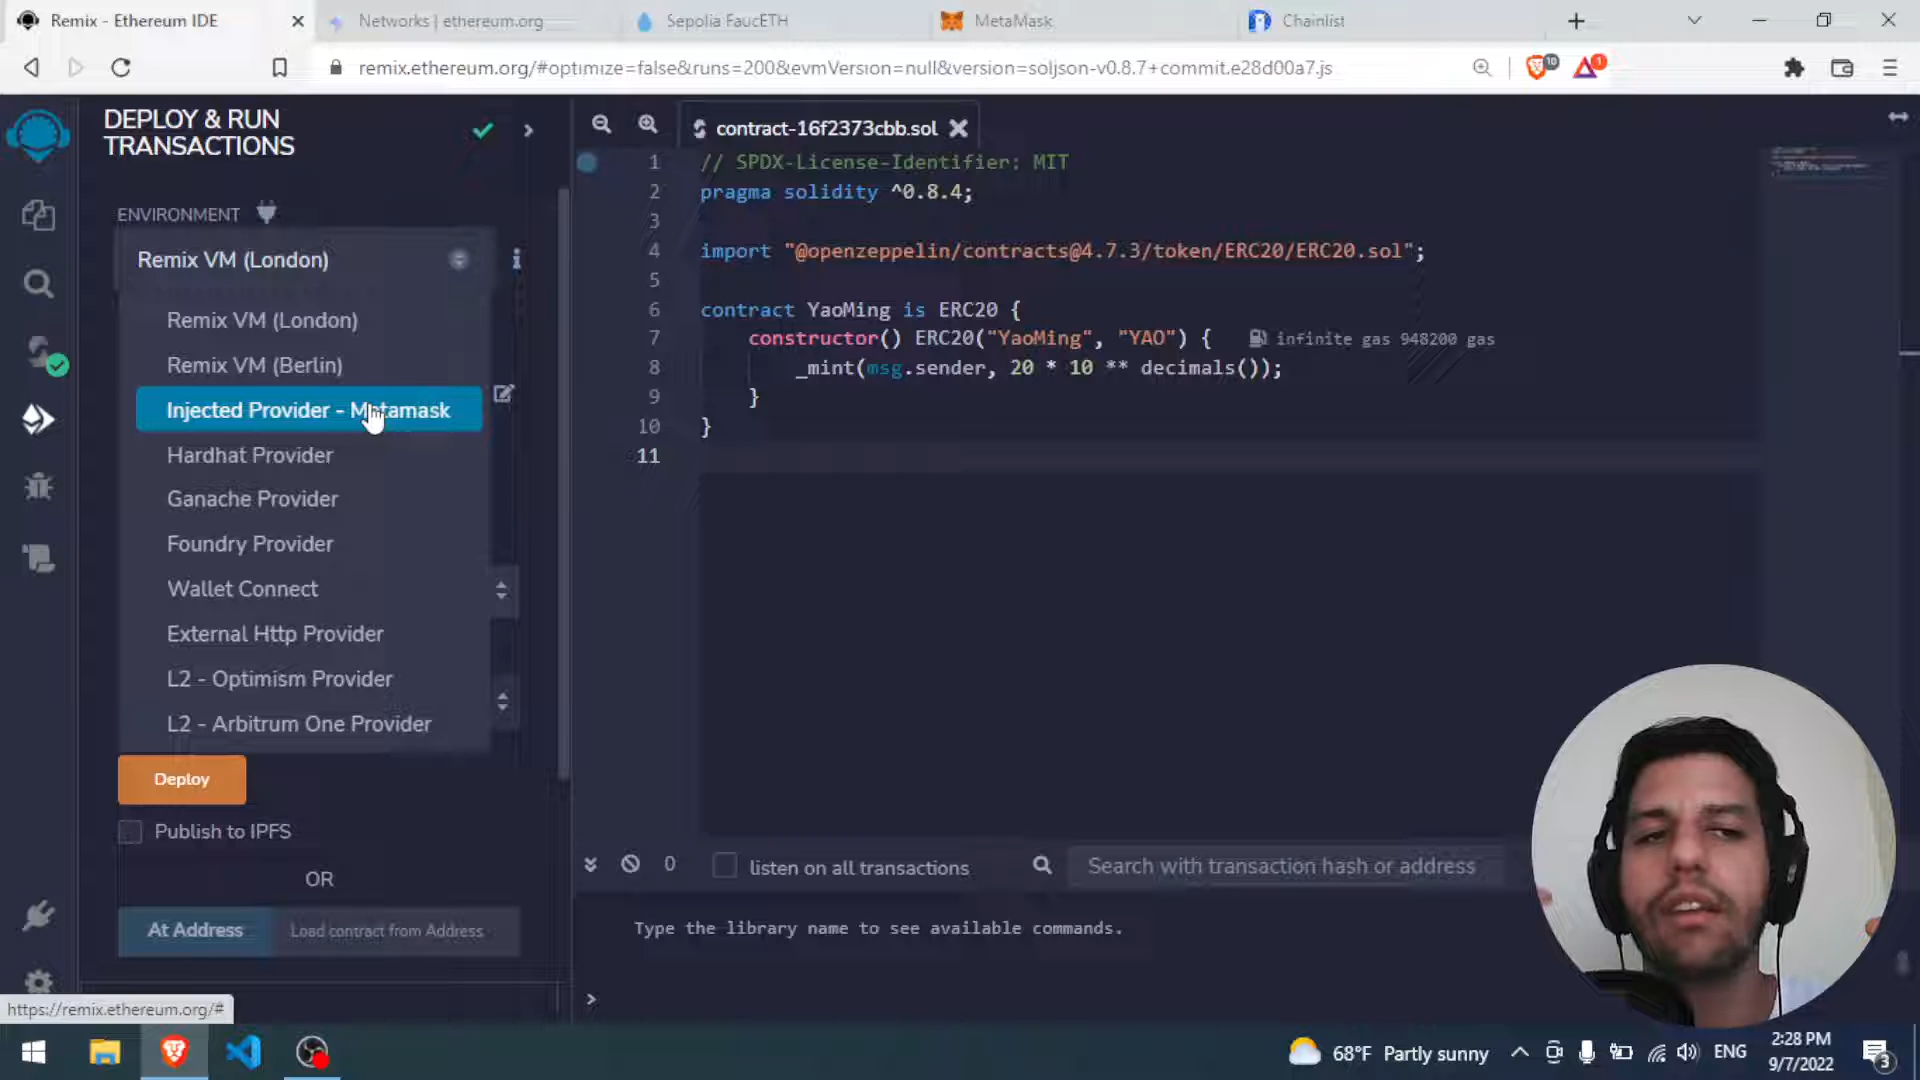 Remix - Ethereum IDE
Networks | ethereum.org
Sepolia FaucETH
MetaMask
Chainlist
remix.ethereum.org/#optimize=false&runs=200&evmVersion=null&version=soljson-v0.8.7+commit.e28d00a7.js
10
1
DEPLOY & RUN
TRANSACTIONS
contract-16f2373cbb.sol
ENVIRONMENT
Remix VM (London)
Remix VM (London)
Remix VM (Berlin)
Injected Provider - Metamask
Hardhat Provider
Ganache Provider
Foundry Provider
Wallet Connect
External Http Provider
L2 - Optimism Provider
L2 - Arbitrum One Provider
Deploy
Publish to IPFS
OR
At Address
Load contract from Address
1 // SPDX-License-Identifier: MIT
2 pragma solidity ^0.8.4;
3
4 import "@openzeppelin/contracts@4.7.3/token/ERC20/ERC20.sol";
5
6 contract YaoMing is ERC20 {
7 constructor() ERC20("YaoMing", "YAO") { infinite gas 948200 gas
8 _mint(msg.sender, 20 * 10 ** decimals());
9 }
10 }
11
0
listen on all transactions
Search with transaction hash or address
Type the library name to see available commands.
>
https://remix.ethereum.org/#
68°F Partly sunny
ENG
2:28 PM
9/7/2022
3